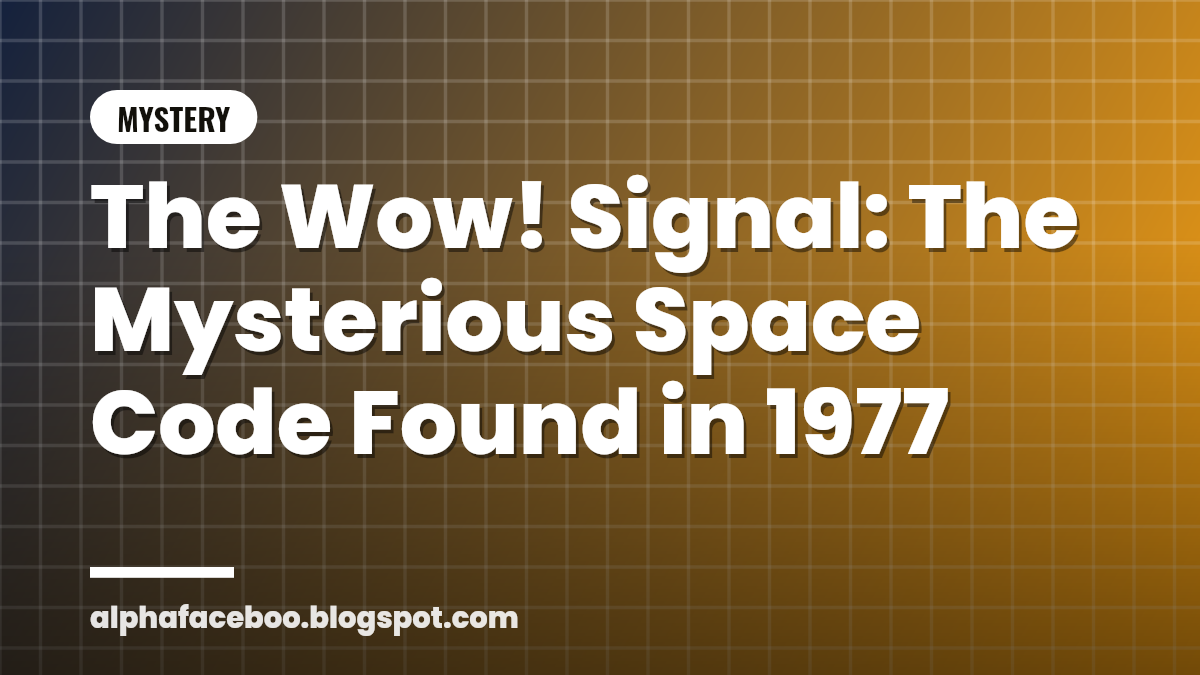 MYSTERY
The Wow! Signal: The
Mysterious Space
Code Found in 1977
alphafaceboo.blogspot.com